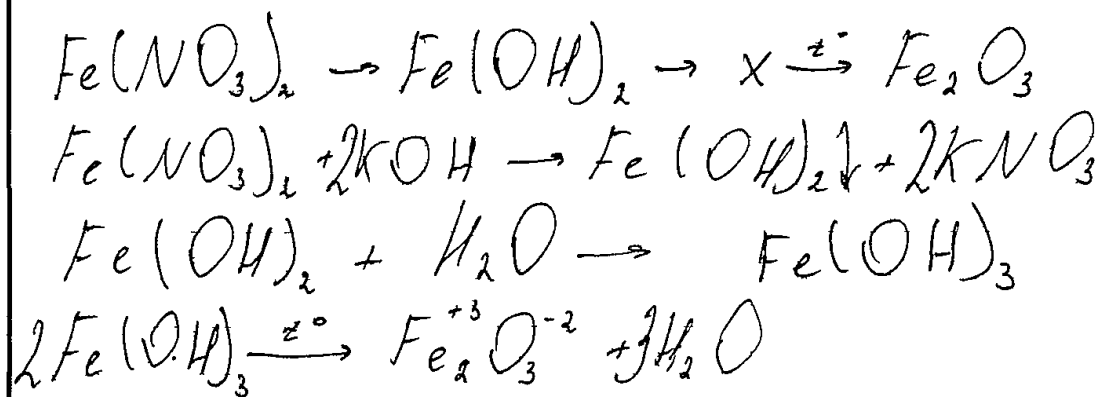 Fe(NO₃)₂ → Fe(OH)₂ → X –t°→ Fe₂O₃
Fe(NO₃)₂ + 2KOH → Fe(OH)₂↓ + 2KNO₃
Fe(OH)₂ + H₂O → Fe(OH)₃
2Fe(OH)₃ –t°→ Fe₂⁺³O₃⁻² + 3H₂O